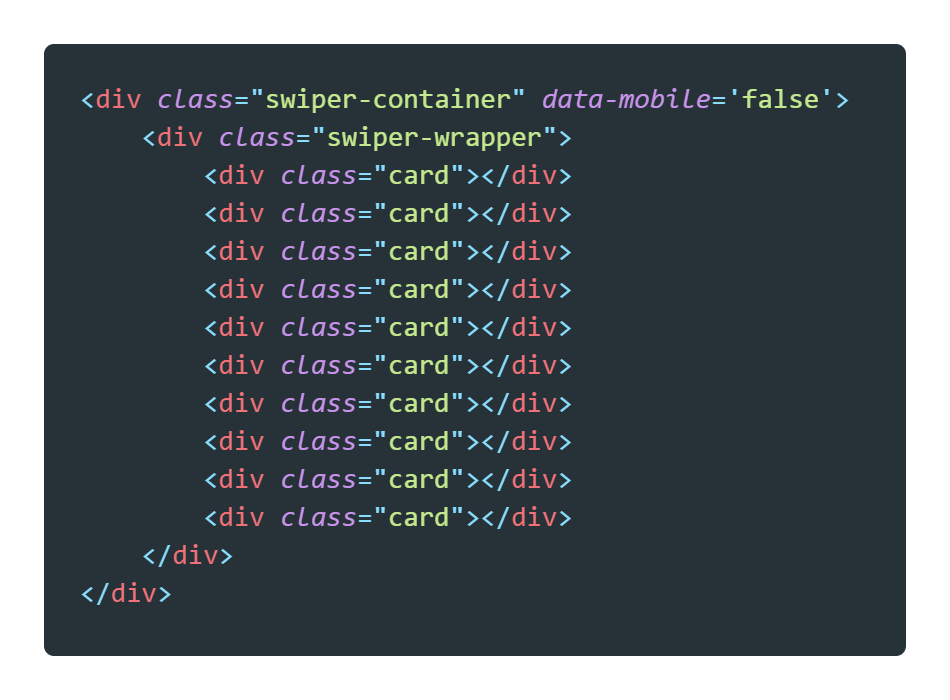 <div class="swiper-container" data-mobile='false'>
    <div class="swiper-wrapper">
        <div class="card"></div>
        <div class="card"></div>
        <div class="card"></div>
        <div class="card"></div>
        <div class="card"></div>
        <div class="card"></div>
        <div class="card"></div>
        <div class="card"></div>
        <div class="card"></div>
        <div class="card"></div>
    </div>
</div>